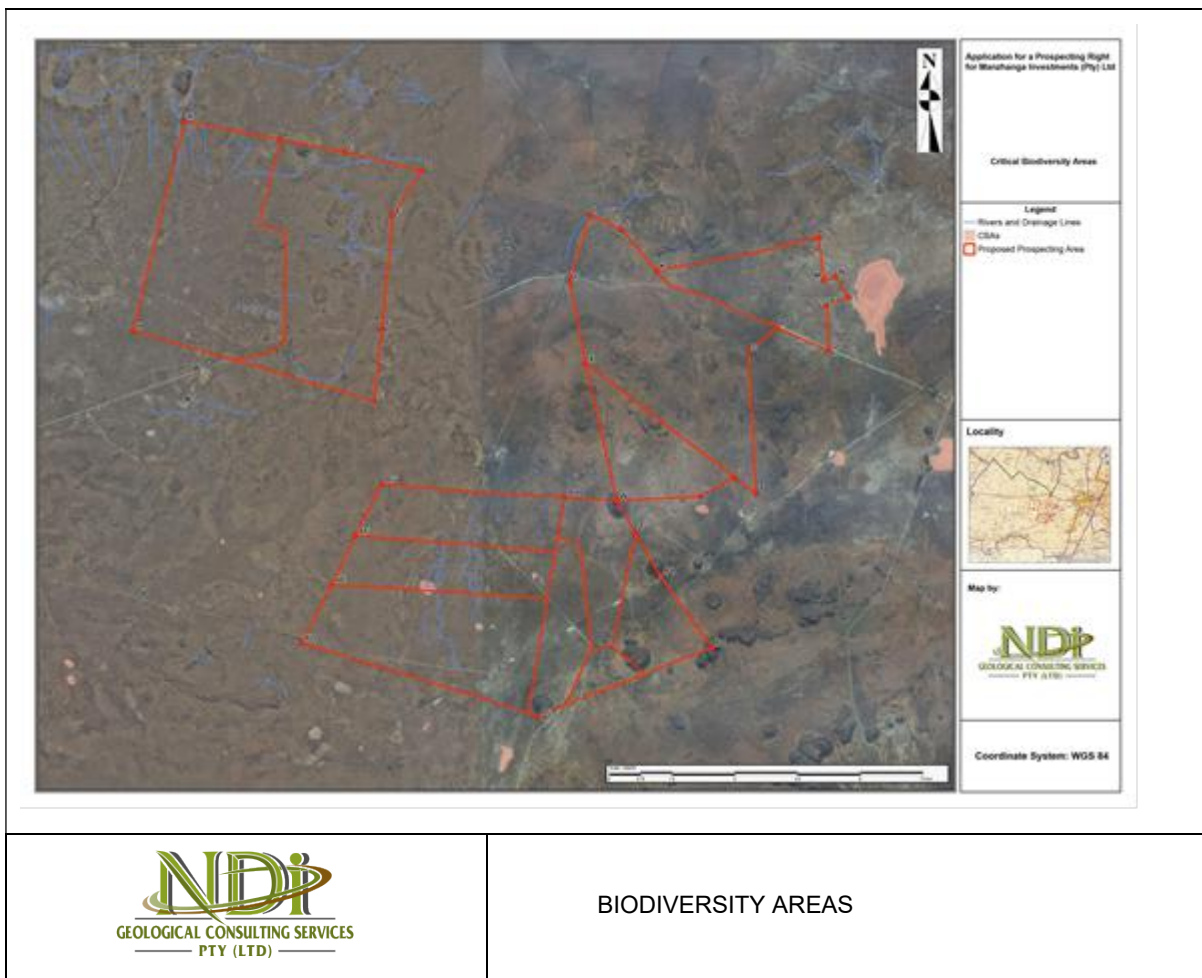 N
Application for a Prospecting Right
for Manzhanga Investments (Pty) Ltd
Critical Biodiversity Areas
Legend
Rivers and Drainage Lines
CBAs
Proposed Prospecting Area
Locality
Map by:
NDi
GEOLOGICAL CONSULTING SERVICES
PTY (LTD)
Coordinate System: WGS 84
NDi
GEOLOGICAL CONSULTING SERVICES
PTY (LTD)
BIODIVERSITY AREAS